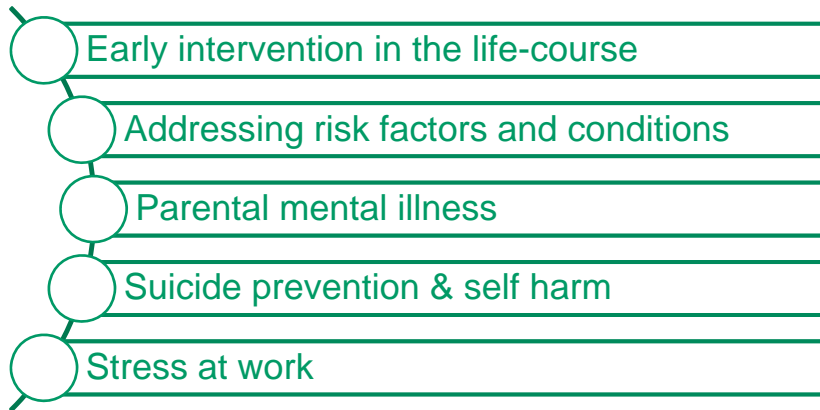 Early intervention in the life-course
Addressing risk factors and conditions
Parental mental illness
Suicide prevention & self harm
Stress at work